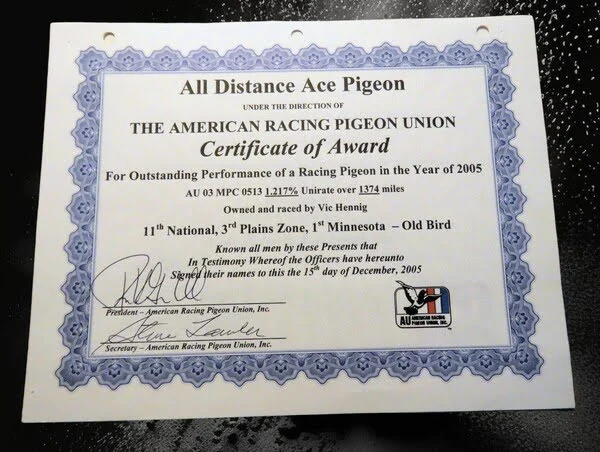 All Distance Ace Pigeon
UNDER THE DIRECTION OF
THE AMERICAN RACING PIGEON UNION
Certificate of Award
For Outstanding Performance of a Racing Pigeon in the Year of 2005
AU 03 MPC 0513 1.217% Unirate over 1374 miles
Owned and raced by Vic Hennig
11th National, 3rd Plains Zone, 1st Minnesota – Old Bird
Known all men by these Presents that
In Testimony Whereof the Officers have hereunto
Signed their names to this the 15th day of December, 2005
President – American Racing Pigeon Union, Inc.
Secretary – American Racing Pigeon Union, Inc.
AU AMERICAN RACING
PIGEON UNION, INC.